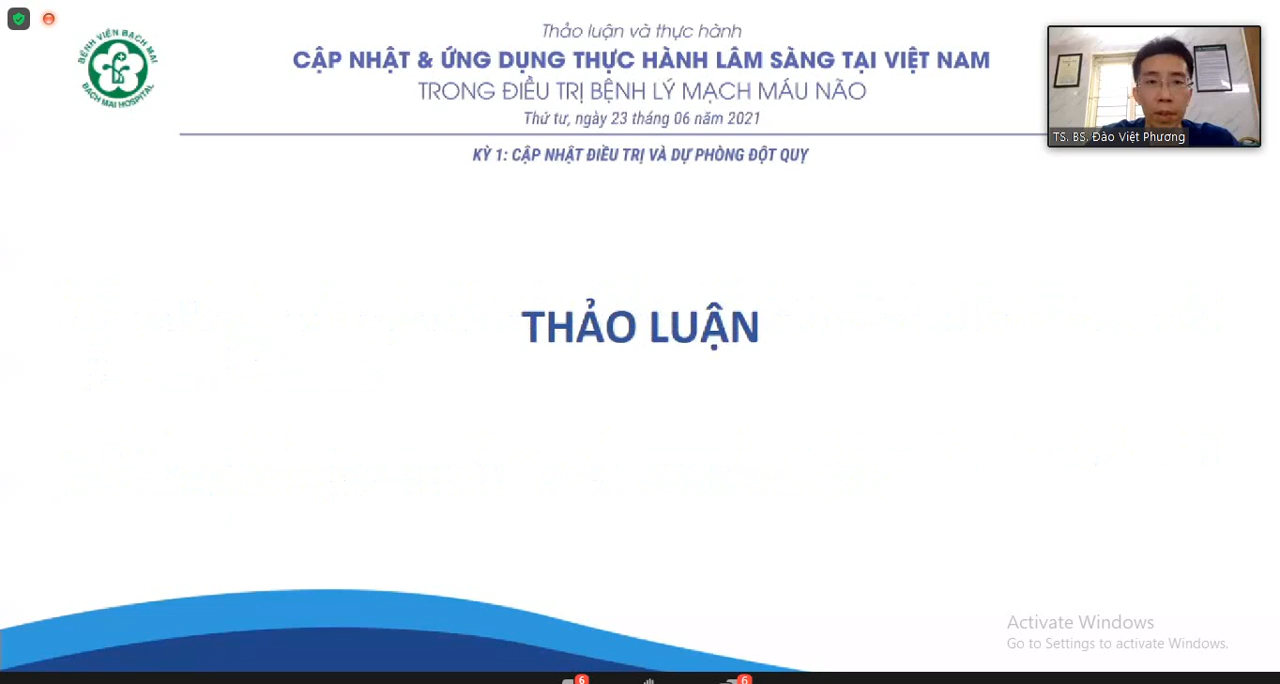 BỆNH VIỆN BẠCH MAI
BACH MAI HOSPITAL
Thảo luận và thực hành
CẬP NHẬT & ỨNG DỤNG THỰC HÀNH LÂM SÀNG TẠI VIỆT NAM
TRONG ĐIỀU TRỊ BỆNH LÝ MẠCH MÁU NÃO
Thứ tư, ngày 23 tháng 06 năm 2021
KỲ 1: CẬP NHẬT ĐIỀU TRỊ VÀ DỰ PHÒNG ĐỘT QUỴ
TS. BS. Đào Việt Phương
THẢO LUẬN
Activate Windows
Go to Settings to activate Windows.
6
6